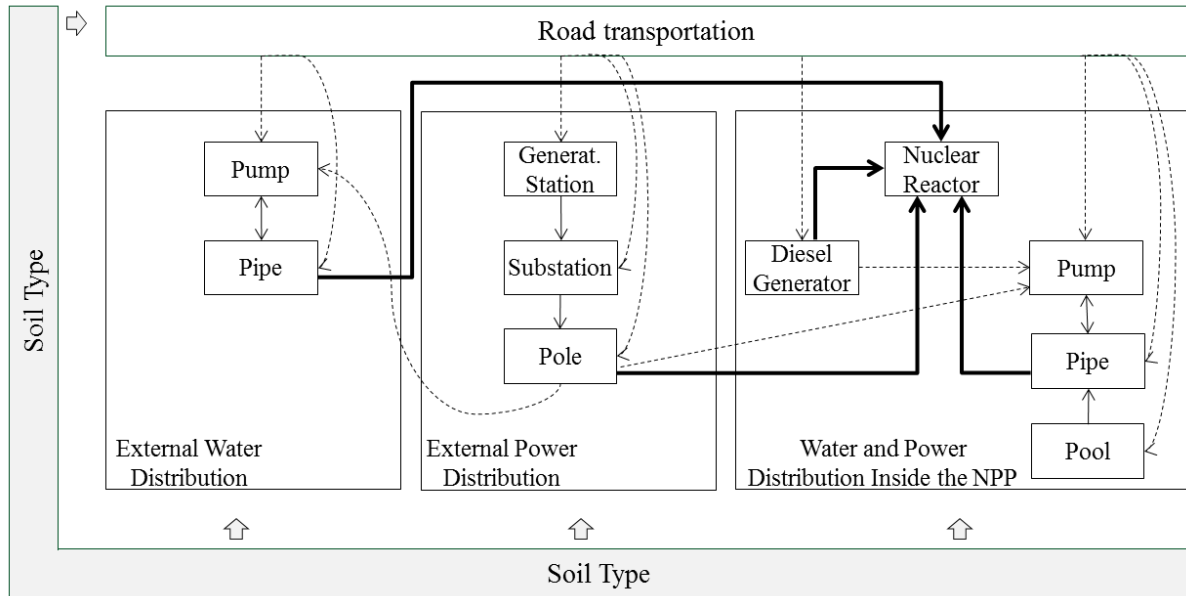 Road transportation
Soil Type
Pump
Pipe
External Water
Distribution
Generat.
Station
Substation
Pole
External Power
Distribution
Nuclear
Reactor
Diesel
Generator
Pump
Pipe
Pool
Water and Power
Distribution Inside the NPP
Soil Type